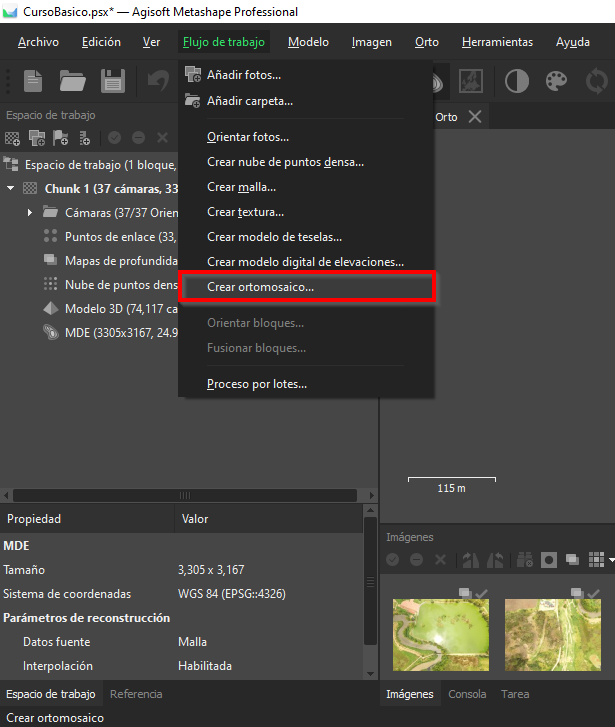 CursoBasico.psx* — Agisoft Metashape Professional
Archivo Edición Ver Flujo de trabajo Modelo Imagen Orto Herramientas Ayuda
Añadir fotos...
Añadir carpeta...
Orientar fotos...
Crear nube de puntos densa...
Crear malla...
Crear textura...
Crear modelo de teselas...
Crear modelo digital de elevaciones...
Crear ortomosaico...
Orientar bloques...
Fusionar bloques...
Proceso por lotes...
Orto
Espacio de trabajo
Espacio de trabajo (1 bloque,
Chunk 1 (37 cámaras, 33
Cámaras (37/37 Orien
Puntos de enlace (33,
Mapas de profundida
Nube de puntos dens
Modelo 3D (74,117 ca
MDE (3305x3167, 24.9
115 m
Propiedad Valor
MDE
Tamaño 3,305 x 3,167
Sistema de coordenadas WGS 84 (EPSG::4326)
Parámetros de reconstrucción
Datos fuente Malla
Interpolación Habilitada
Espacio de trabajo Referencia
Imágenes
Imágenes Consola Tarea
Crear ortomosaico